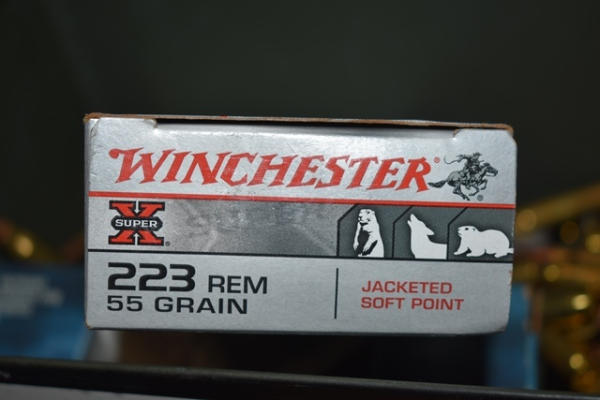 WINCHESTER®
SUPER X®
223 REM
55 GRAIN
JACKETED
SOFT POINT